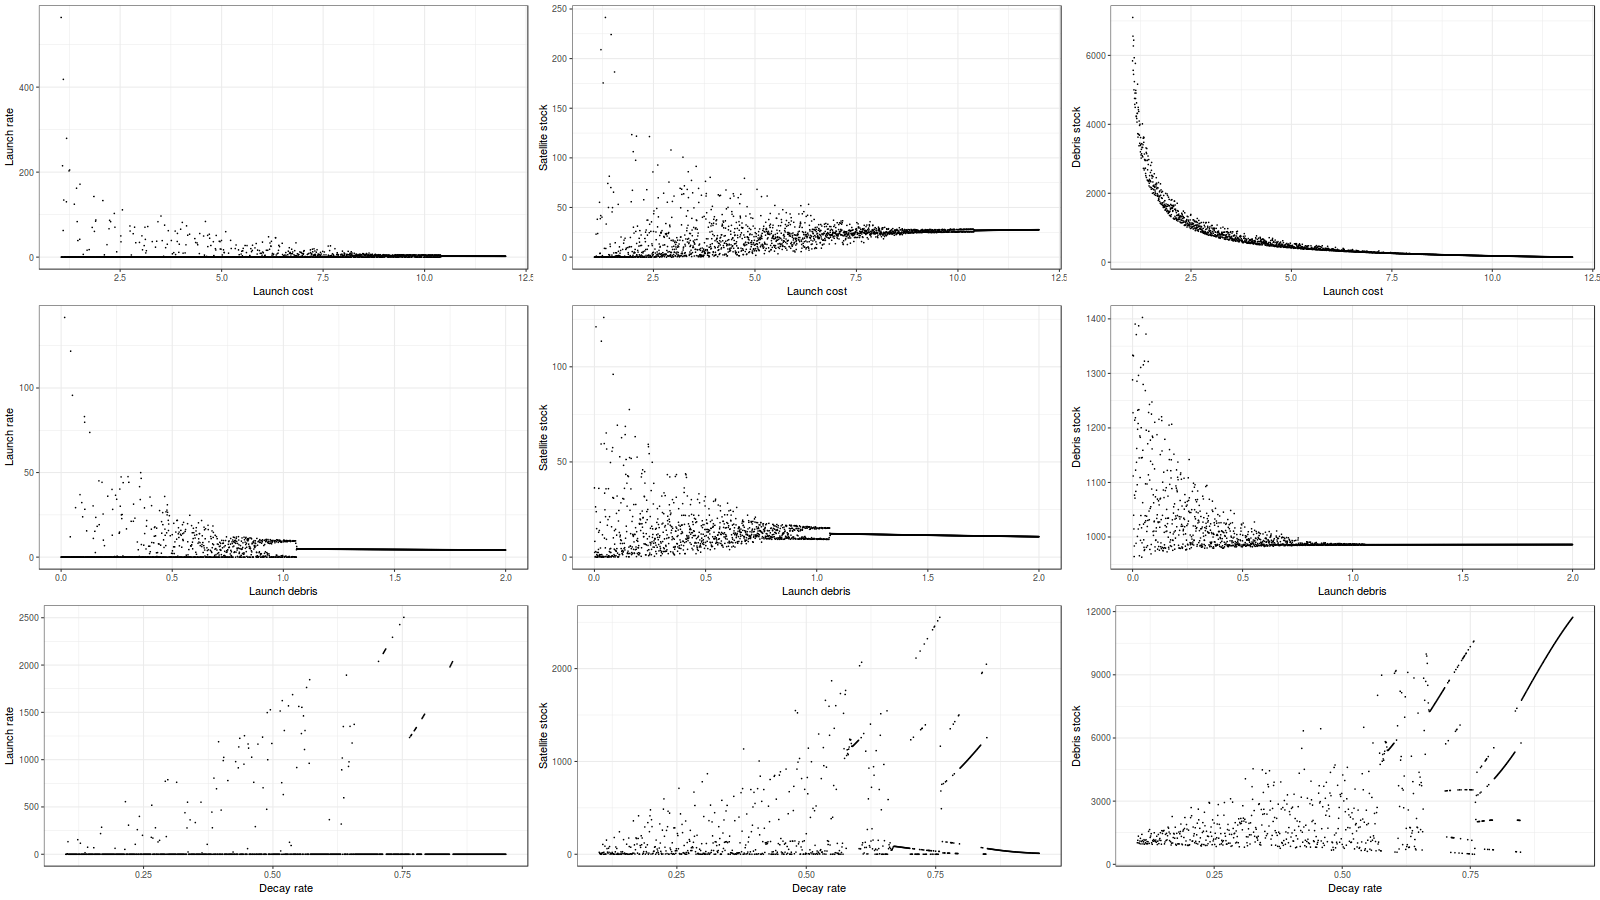 Launch rate
400
200
0
2.5 5.0 7.5 10.0 12.5
Launch cost
Satellite stock
250
200
150
100
50
0
2.5 5.0 7.5 10.0 12.5
Launch cost
Debris stock
6000
4000
2000
0
2.5 5.0 7.5 10.0 12.5
Launch cost
Launch rate
100
50
0
0.0 0.5 1.0 1.5 2.0
Launch debris
Satellite stock
100
50
0
0.0 0.5 1.0 1.5 2.0
Launch debris
Debris stock
1400
1300
1200
1100
1000
0.0 0.5 1.0 1.5 2.0
Launch debris
Launch rate
2500
2000
1500
1000
500
0
0.25 0.50 0.75
Decay rate
Satellite stock
2000
1000
0
0.25 0.50 0.75
Decay rate
Debris stock
12000
9000
6000
3000
0
0.25 0.50 0.75
Decay rate